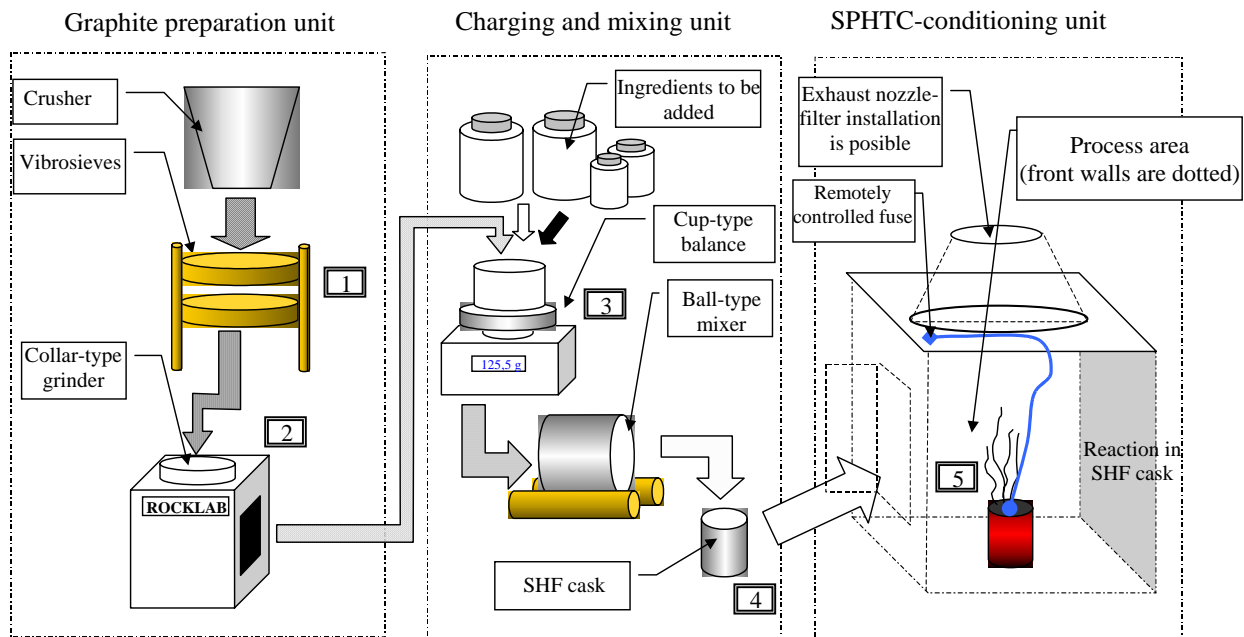 Graphite preparation unit
Charging and mixing unit
SPHTC-conditioning unit
Crusher
Vibrosieves
1
Collar-type
grinder
2
ROCKLAB
Ingredients to be
added
Cup-type
balance
3
125,5 g
Ball-type
mixer
SHF cask
4
Exhaust nozzle-
filter installation
is posible
Process area
(front walls are dotted)
Remotely
controlled fuse
Reaction in
SHF cask
5